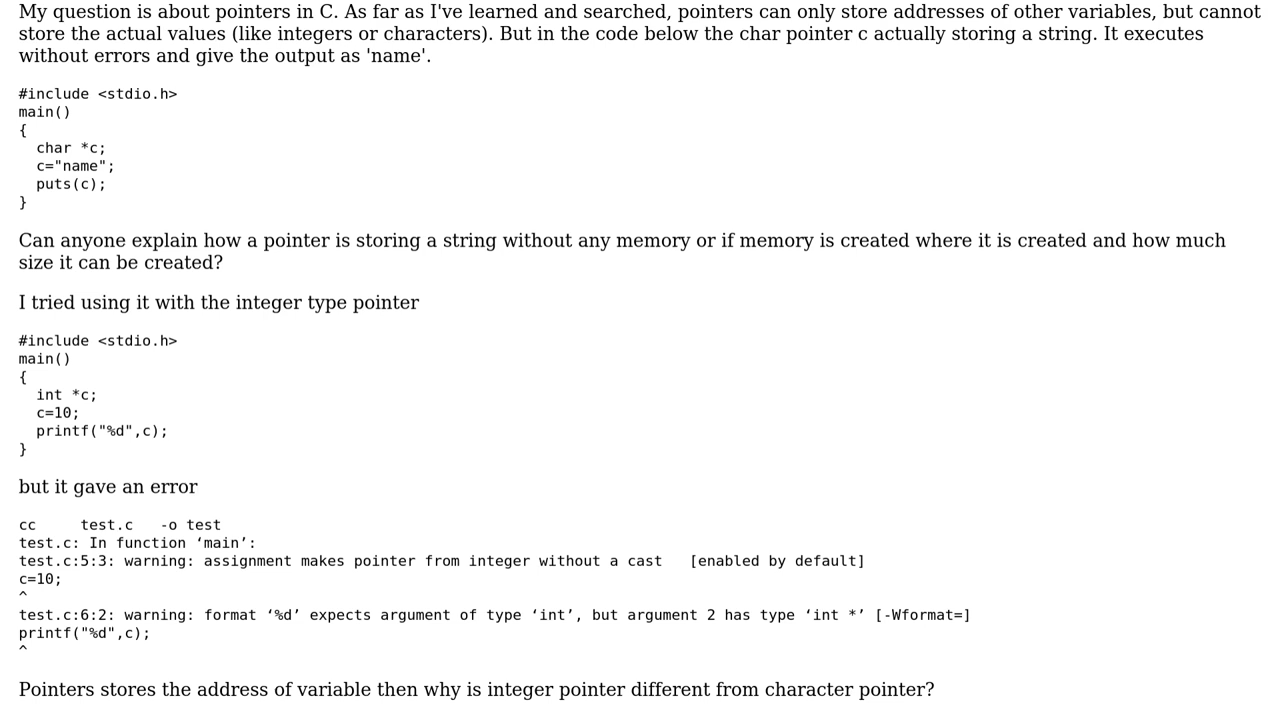 My question is about pointers in C. As far as I've learned and searched, pointers can only store addresses of other variables, but cannot
store the actual values (like integers or characters). But in the code below the char pointer c actually storing a string. It executes
without errors and give the output as 'name'.
#include <stdio.h>
main()
{
  char *c;
  c="name";
  puts(c);
}
Can anyone explain how a pointer is storing a string without any memory or if memory is created where it is created and how much
size it can be created?
I tried using it with the integer type pointer
#include <stdio.h>
main()
{
  int *c;
  c=10;
  printf("%d",c);
}
but it gave an error
cc     test.c   -o test
test.c: In function ‘main’:
test.c:5:3: warning: assignment makes pointer from integer without a cast   [enabled by default]
c=10;
^
test.c:6:2: warning: format ‘%d’ expects argument of type ‘int’, but argument 2 has type ‘int *’ [-Wformat=]
printf("%d",c);
^
Pointers stores the address of variable then why is integer pointer different from character pointer?